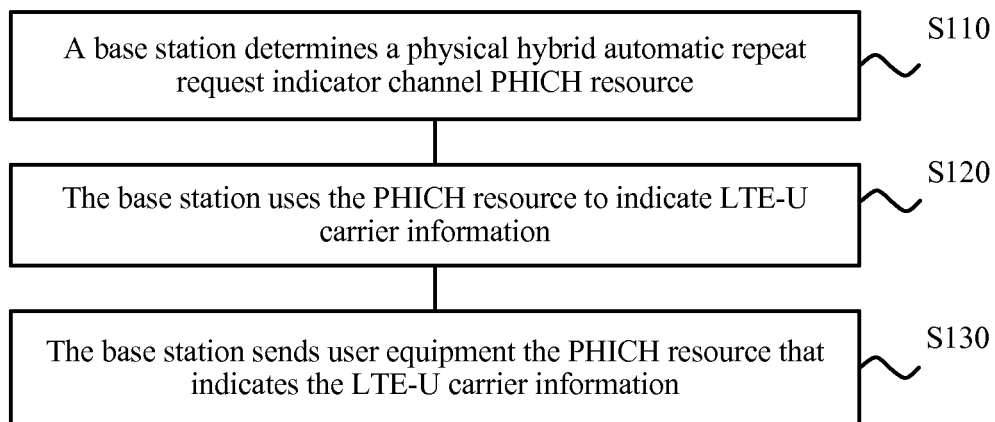 A base station determines a physical hybrid automatic repeat
request indicator channel PHICH resource
S110
The base station uses the PHICH resource to indicate LTE-U
carrier information
S120
The base station sends user equipment the PHICH resource that
indicates the LTE-U carrier information
S130